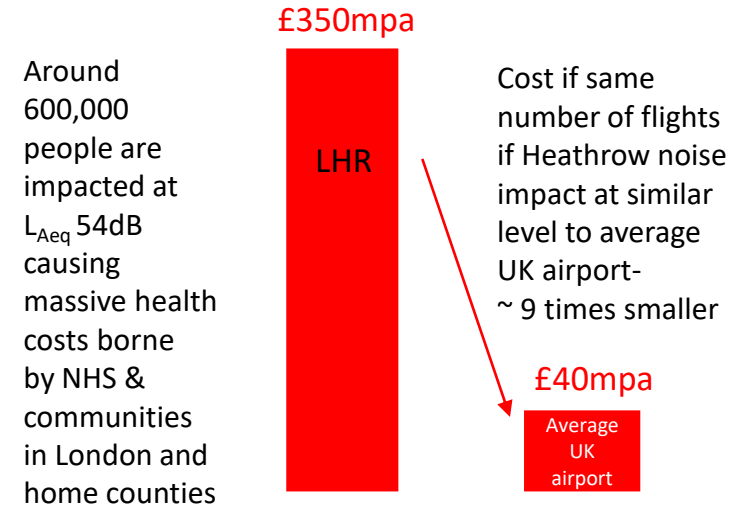 £350mpa
Around
600,000
people are
impacted at
LAeq 54dB
causing
massive health
costs borne
by NHS &
communities
in London and
home counties
LHR
Cost if same
number of flights
if Heathrow noise
impact at similar
level to average
UK airport-
~ 9 times smaller
£40mpa
Average
UK
airport